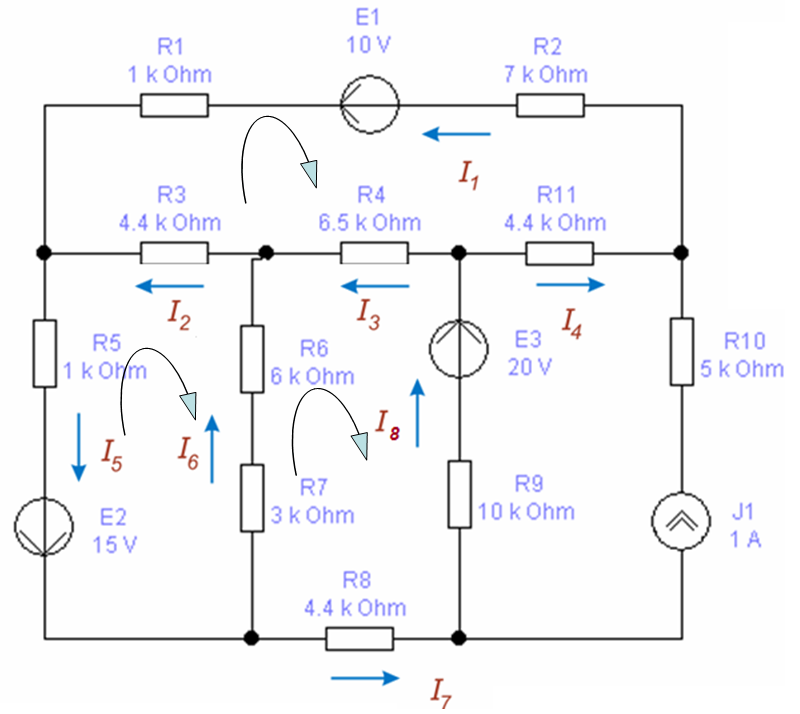 E1
10 V
R1
1 k Ohm
R2
7 k Ohm
I1
R3
4.4 k Ohm
R4
6.5 k Ohm
R11
4.4 k Ohm
I2
I3
I4
R5
1 k Ohm
R6
6 k Ohm
E3
20 V
R10
5 k Ohm
I5
I6
I8
R7
3 k Ohm
R9
10 k Ohm
E2
15 V
J1
1 A
R8
4.4 k Ohm
I7